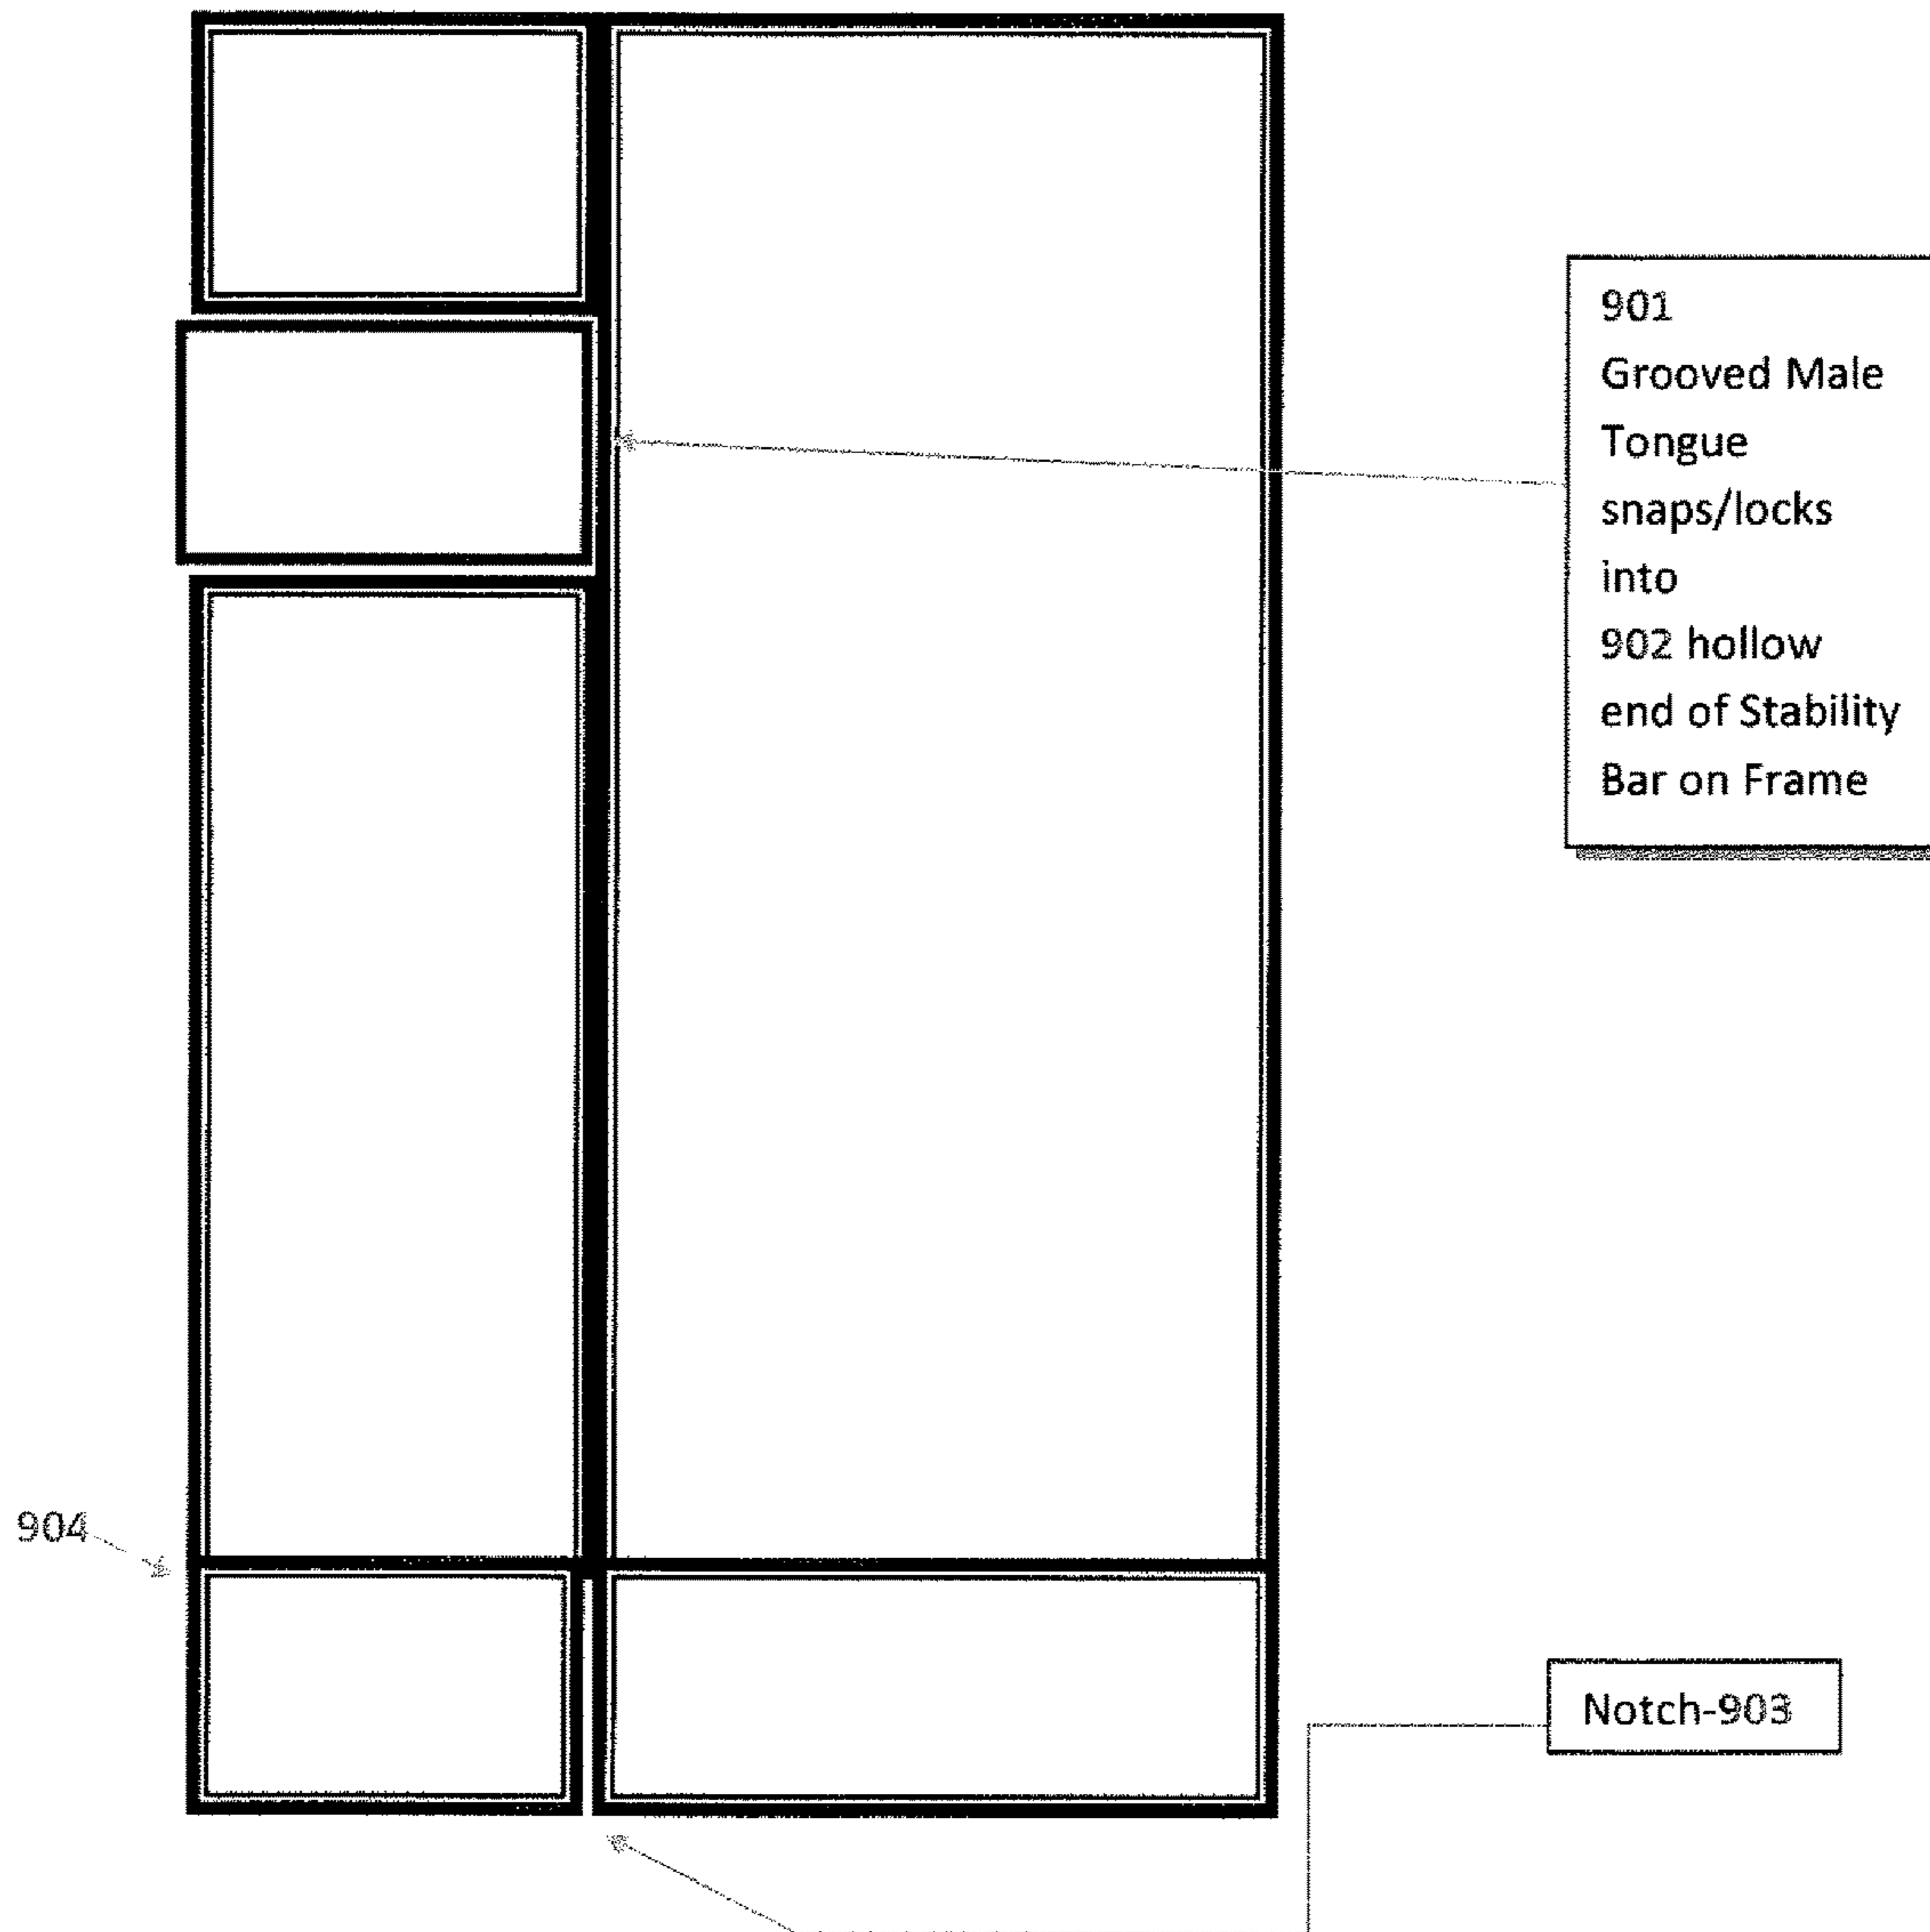 901
Grooved Male
Tongue
snaps/locks
into
902 hollow
end of Stability
Bar on Frame
904
Notch-903